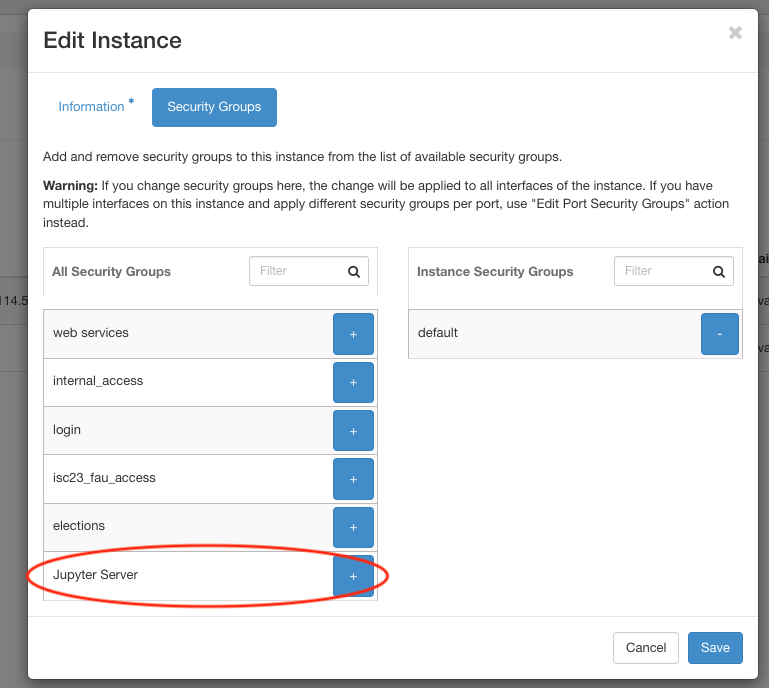 Edit Instance
×
Information *
Security Groups
Add and remove security groups to this instance from the list of available security groups.
Warning: If you change security groups here, the change will be applied to all interfaces of the instance. If you have
multiple interfaces on this instance and apply different security groups per port, use "Edit Port Security Groups" action
instead.
All Security Groups
Filter
Instance Security Groups
Filter
web services
+
default
-
internal_access
+
login
+
isc23_fau_access
+
elections
+
Jupyter Server
+
Cancel
Save
114.5